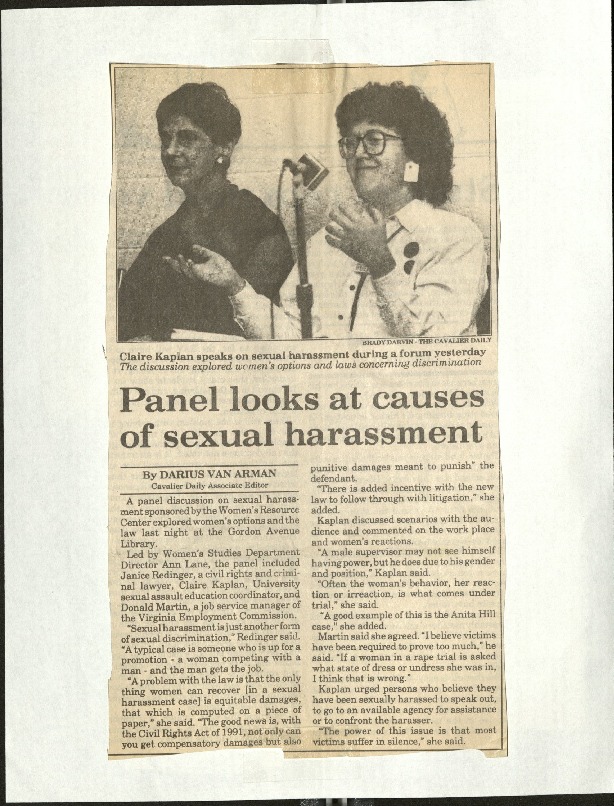 BRADY DARVIN - THE CAVALIER DAILY
Claire Kaplan speaks on sexual harassment during a forum yesterday
The discussion explored women's options and laws concerning discrimination
Panel looks at causes
of sexual harassment
By DARIUS VAN ARMAN
Cavalier Daily Associate Editor
A panel discussion on sexual harass-
ment sponsored by the Women's Resource
Center explored women's options and the
law last night at the Gordon Avenue
Library.
Led by Women's Studies Department
Director Ann Lane, the panel included
Janice Redinger, a civil rights and crimi-
nal lawyer, Claire Kaplan, University
sexual assault education coordinator, and
Donald Martin, a job service manager of
the Virginia Employment Commission.
"Sexual harassment is just another form
of sexual discrimination," Redinger said.
"A typical case is someone who is up for a
promotion - a woman competing with a
man - and the man gets the job.
"A problem with the law is that the only
thing women can recover [in a sexual
harassment case] is equitable damages,
that which is computed on a piece of
paper," she said. "The good news is, with
the Civil Rights Act of 1991, not only can
you get compensatory damages but also
punitive damages meant to punish" the
defendant.
"There is added incentive with the new
law to follow through with litigation," she
added.
Kaplan discussed scenarios with the au-
dience and commented on the work place
and women's reactions.
"A male supervisor may not see himself
having power, but he does due to his gender
and position," Kaplan said.
"Often the woman's behavior, her reac-
tion or irreaction, is what comes under
trial," she said.
"A good example of this is the Anita Hill
case," she added.
Martin said he agreed. "I believe victims
have been required to prove too much," he
said. "If a woman in a rape trial is asked
what state of dress or undress she was in,
I think that is wrong."
Kaplan urged persons who believe they
have been sexually harassed to speak out,
to go to an available agency for assistance
or to confront the harasser.
"The power of this issue is that most
victims suffer in silence," she said.